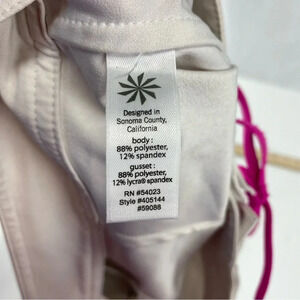 Designed in
Sonoma County,
California
body:
88% polyester,
12% spandex
gusset:
88% polyester,
12% lycra® spandex
RN #54023
Style #405144
#59088